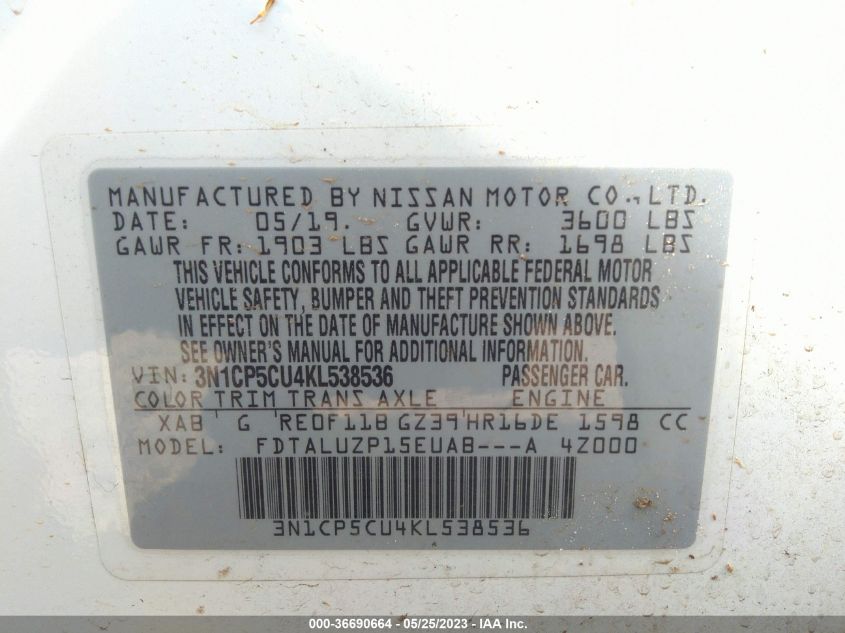 MANUFACTURED BY NISSAN MOTOR CO., LTD.
DATE: 05/19. GVWR: 3600 LBS
GAWR FR: 1903 LBS GAWR RR: 1698 LBS
THIS VEHICLE CONFORMS TO ALL APPLICABLE FEDERAL MOTOR
VEHICLE SAFETY, BUMPER AND THEFT PREVENTION STANDARDS
IN EFFECT ON THE DATE OF MANUFACTURE SHOWN ABOVE.
SEE OWNER'S MANUAL FOR ADDITIONAL INFORMATION.
VIN: 3N1CP5CU4KL538536 PASSENGER CAR.
COLOR TRIM TRANS AXLE ENGINE
XAB G RE0F11B GZ39 HR16DE 1598 CC
MODEL: FDTALUZP15EUAB---A 4Z000
3N1CP5CU4KL538536
000-36690664 - 05/25/2023 - IAA Inc.